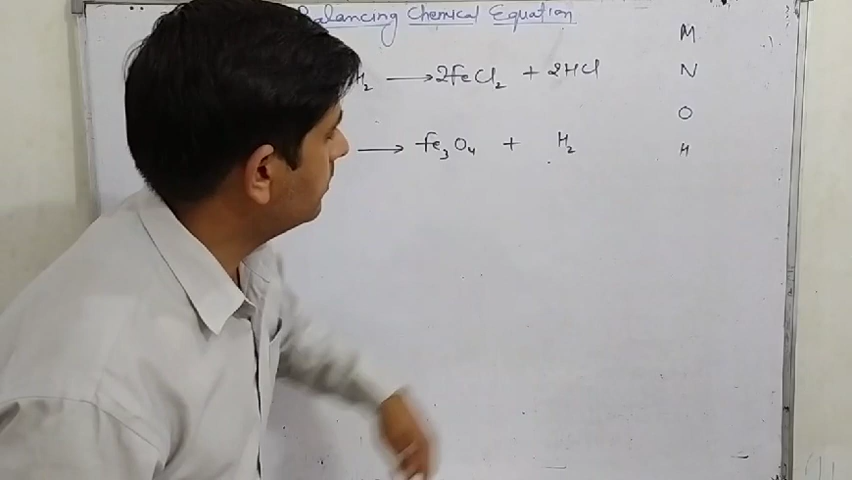 Balancing Chemical Equation
H₂ ⟶ 2FeCl₂ + 2HCl
⟶ Fe₃O₄ + H₂
M
N
O
H